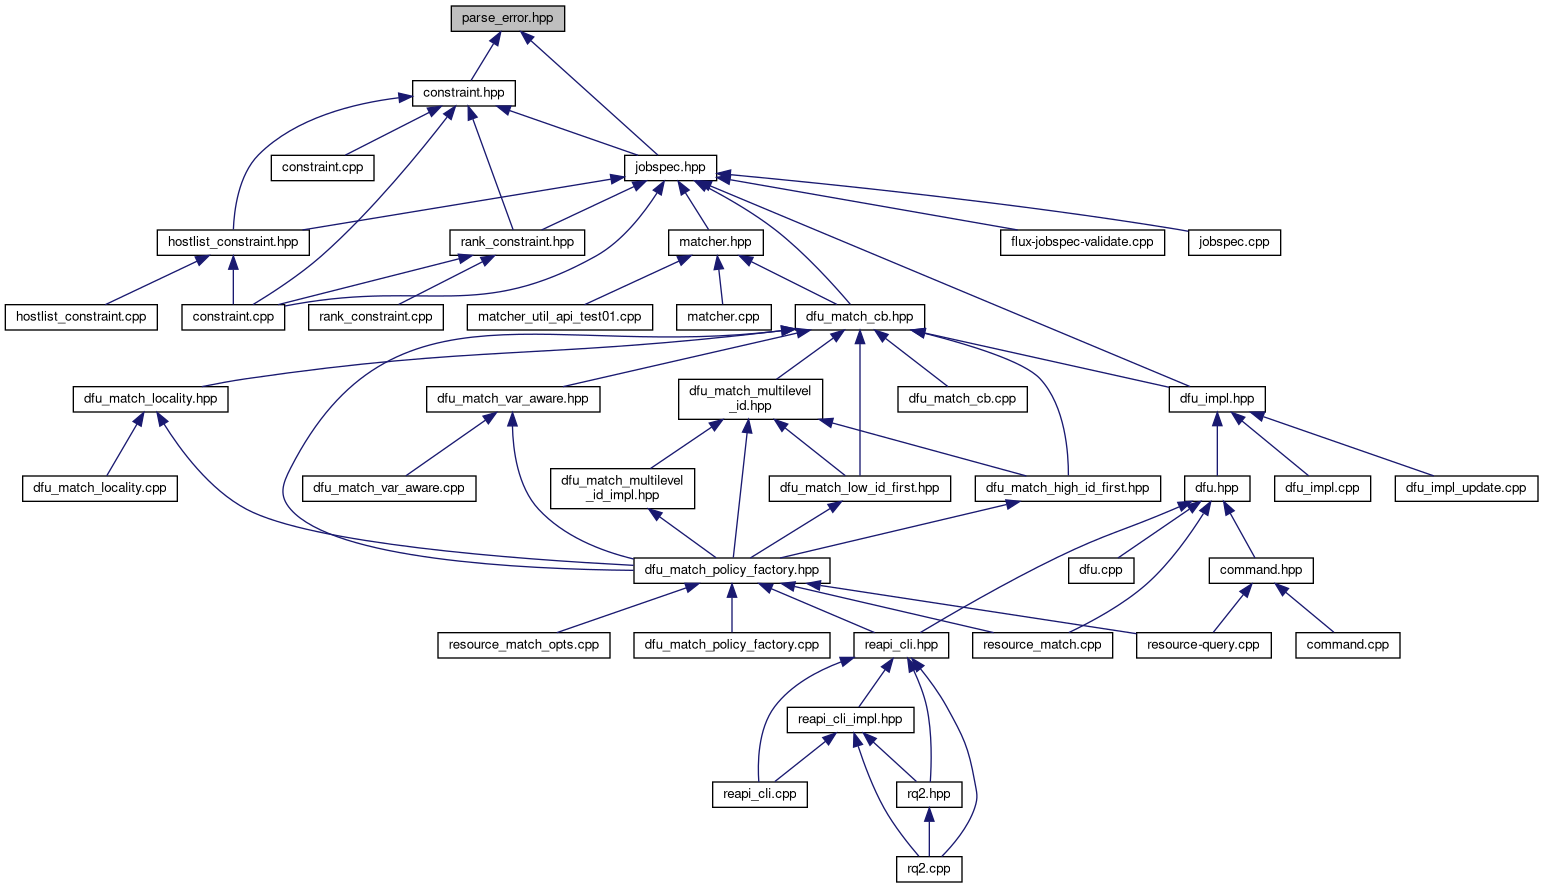 parse_error.hpp
constraint.hpp
constraint.cpp
jobspec.hpp
hostlist_constraint.hpp
rank_constraint.hpp
matcher.hpp
flux-jobspec-validate.cpp
jobspec.cpp
hostlist_constraint.cpp
constraint.cpp
rank_constraint.cpp
matcher_util_api_test01.cpp
matcher.cpp
dfu_match_cb.hpp
dfu_match_locality.hpp
dfu_match_var_aware.hpp
dfu_match_multilevel
_id.hpp
dfu_match_cb.cpp
dfu_impl.hpp
dfu_match_locality.cpp
dfu_match_var_aware.cpp
dfu_match_multilevel
_id_impl.hpp
dfu_match_low_id_first.hpp
dfu_match_high_id_first.hpp
dfu.hpp
dfu_impl.cpp
dfu_impl_update.cpp
dfu_match_policy_factory.hpp
dfu.cpp
command.hpp
resource_match_opts.cpp
dfu_match_policy_factory.cpp
reapi_cli.hpp
resource_match.cpp
resource-query.cpp
command.cpp
reapi_cli_impl.hpp
reapi_cli.cpp
rq2.hpp
rq2.cpp